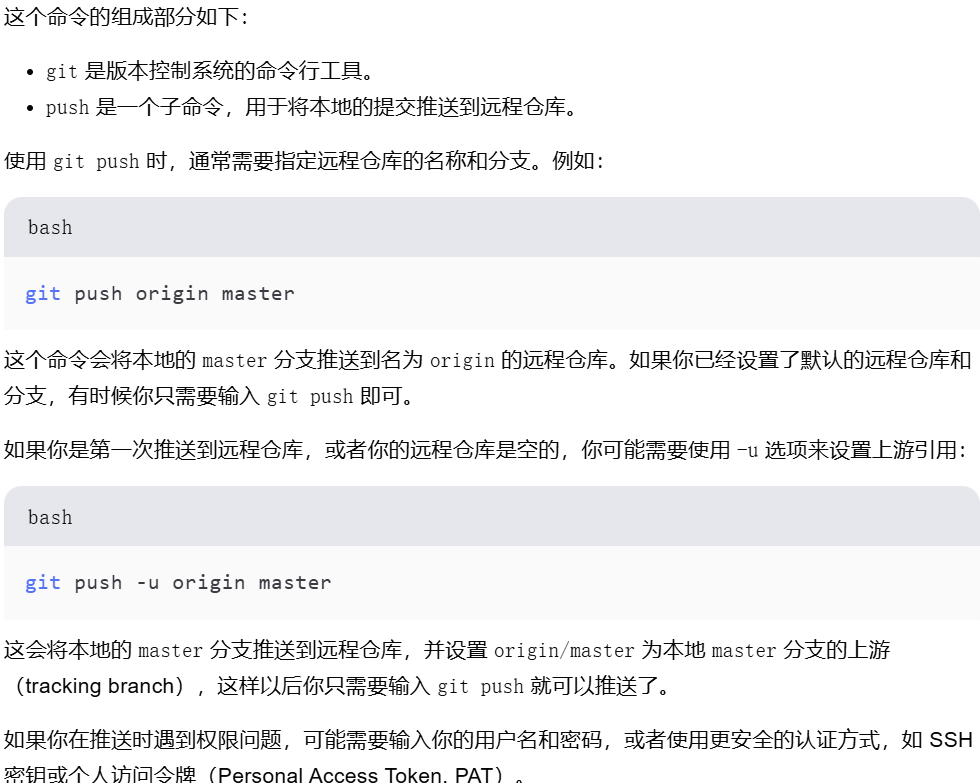 这个命令的组成部分如下：
• git 是版本控制系统的命令行工具。
• push 是一个子命令，用于将本地的提交推送到远程仓库。
使用 git push 时，通常需要指定远程仓库的名称和分支。例如：
bash
git push origin master
这个命令会将本地的 master 分支推送到名为 origin 的远程仓库。如果你已经设置了默认的远程仓库和
分支，有时候你只需要输入 git push 即可。
如果你是第一次推送到远程仓库，或者你的远程仓库是空的，你可能需要使用 -u 选项来设置上游引用：
bash
git push -u origin master
这会将本地的 master 分支推送到远程仓库，并设置 origin/master 为本地 master 分支的上游
（tracking branch），这样以后你只需要输入 git push 就可以推送了。
如果你在推送时遇到权限问题，可能需要输入你的用户名和密码，或者使用更安全的认证方式，如 SSH
密钥或个人访问令牌（Personal Access Token, PAT）。